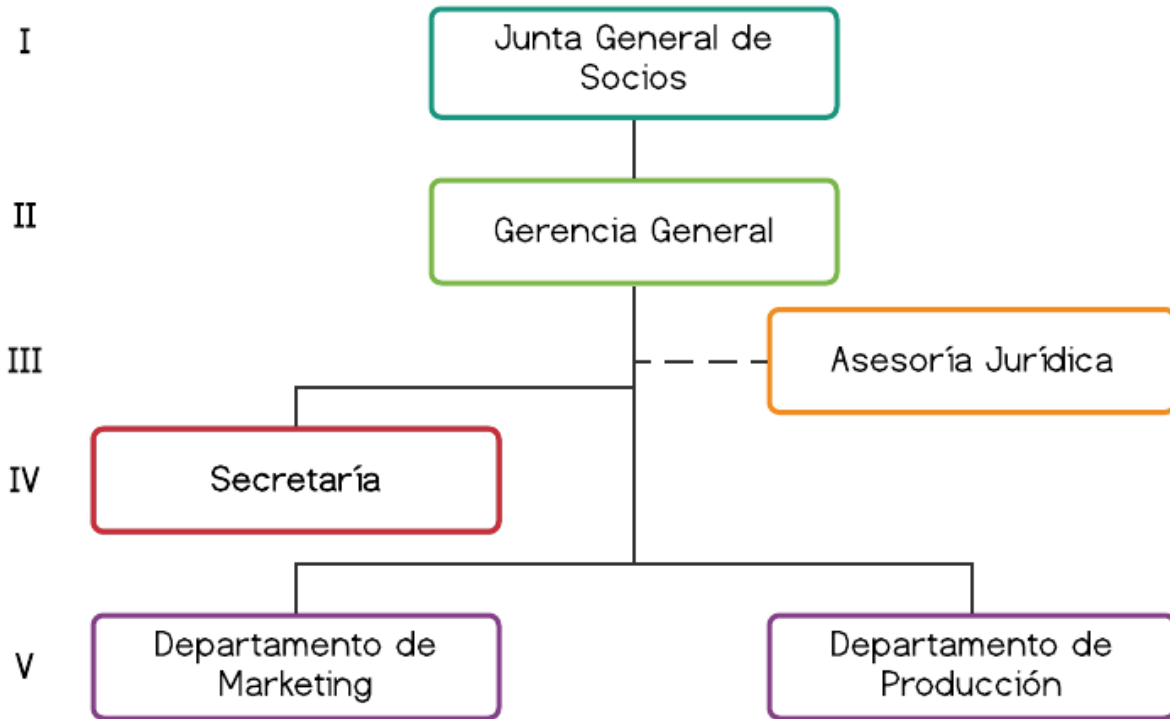 I
Junta General de
Socios
II
Gerencia General
III
Asesoría Jurídica
IV
Secretaría
V
Departamento de
Marketing
Departamento de
Producción